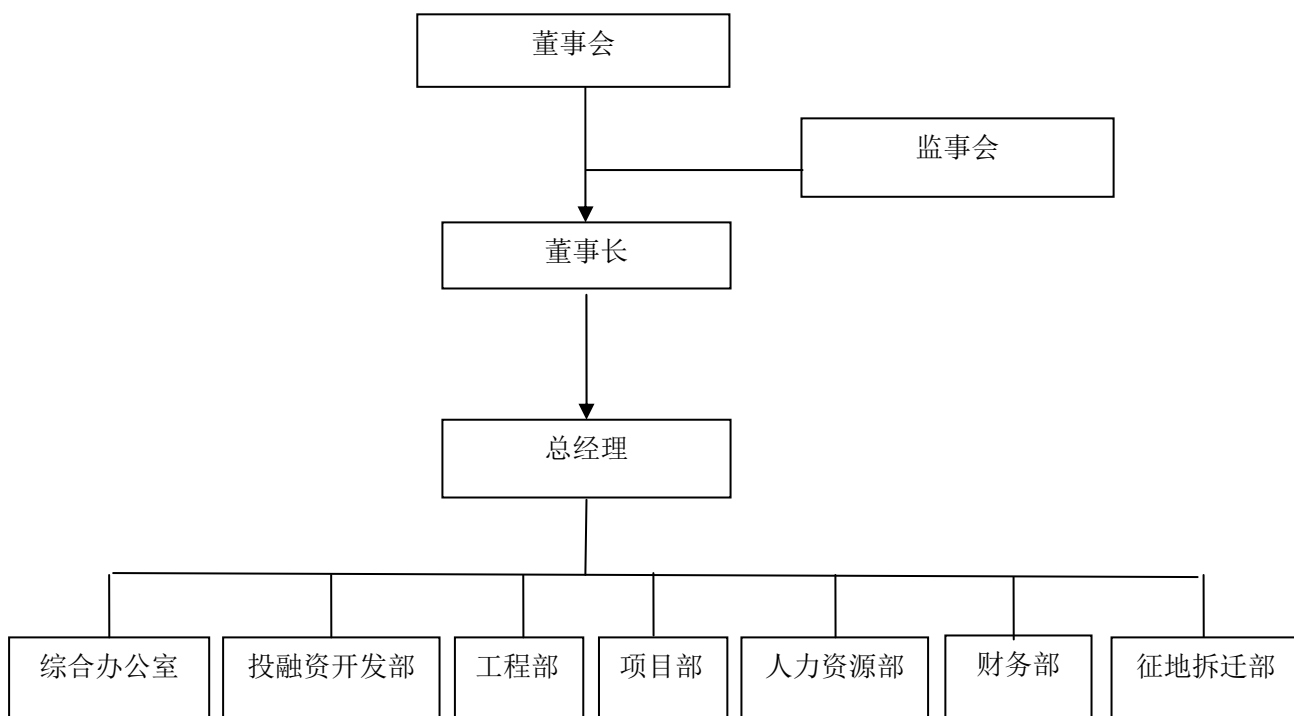 董事会
监事会
董事长
总经理
综合办公室
投融资开发部
工程部
项目部
人力资源部
财务部
征地拆迁部